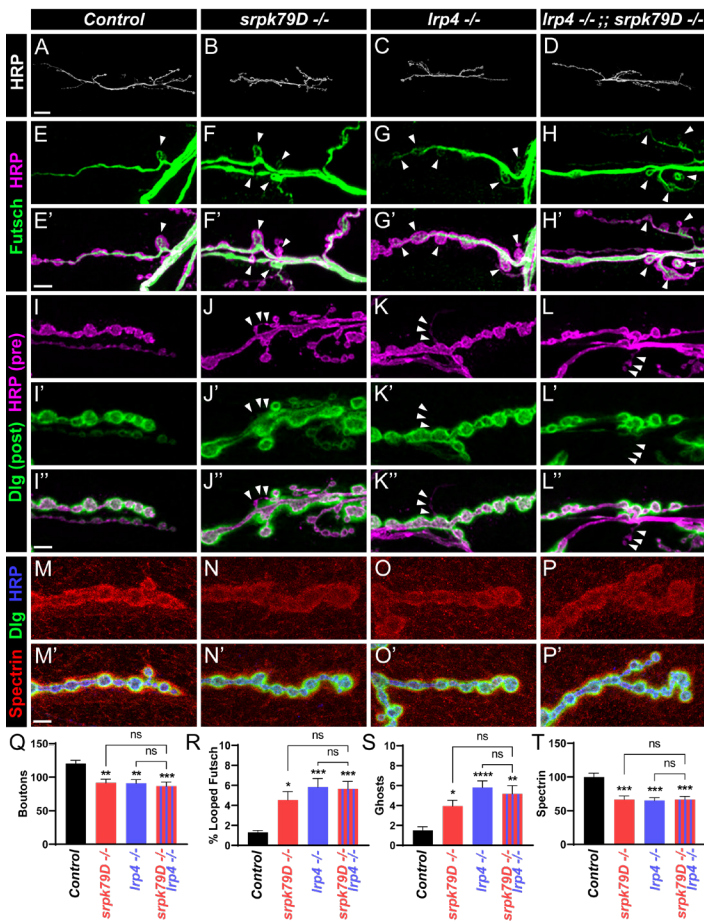 Control srpk79D -/- lrp4 -/- lrp4 -/- ;; srpk79D -/-
HRP
A B C D
Futsch HRP
E F G H
E' F' G' H'
Dlg (post) HRP (pre)
I J K L
I' J' K' L'
I'' J'' K'' L''
Spectrin Dlg HRP
M N O P
M' N' O' P'
Q R S T
ns ns ns ns
ns ns ns ns
Boutons
150
100
50
0
** ** ***
Control srpk79D -/- lrp4 -/- srpk79D -/- lrp4 -/-
% Looped Futsch
10
8
6
4
2
0
* *** ***
Control srpk79D -/- lrp4 -/- srpk79D -/- lrp4 -/-
Ghosts
10
8
6
4
2
0
* **** **
Control srpk79D -/- lrp4 -/- srpk79D -/- lrp4 -/-
Spectrin
150
100
50
0
*** *** ***
Control srpk79D -/- lrp4 -/- srpk79D -/- lrp4 -/-